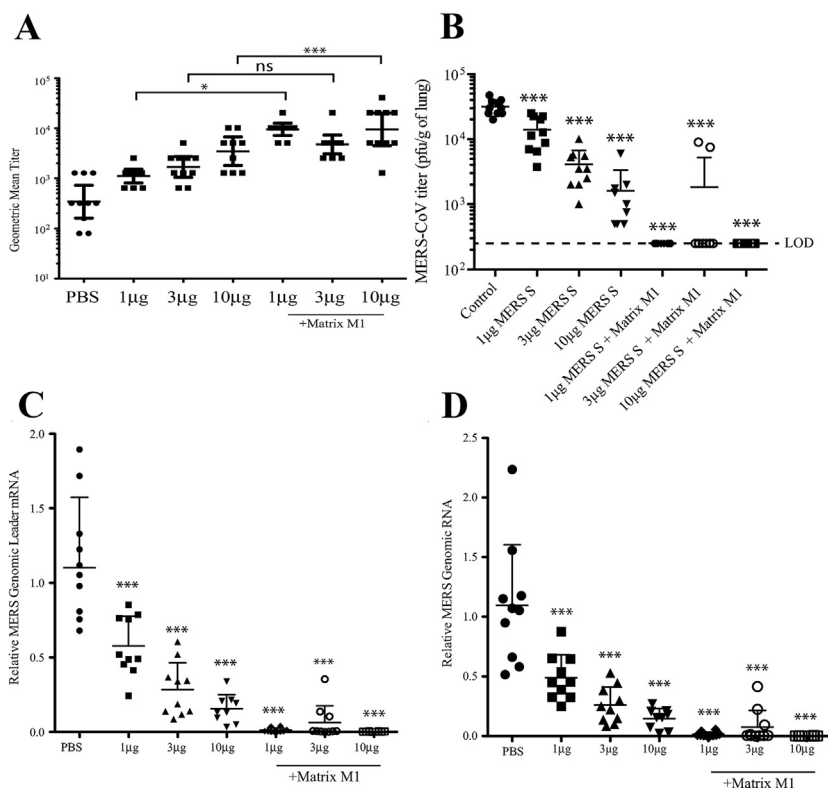 A
***
ns
*
Geometric Mean Titer
10⁵
10⁴
10³
10²
10¹
PBS
1µg
3µg
10µg
1µg
3µg
10µg
+Matrix M1
B
MERS-CoV titer (pfu/g of lung)
10⁵
10⁴
10³
10²
***
***
***
***
***
***
LOD
Control
1µg MERS S
3µg MERS S
10µg MERS S
1µg MERS S + Matrix M1
3µg MERS S + Matrix M1
10µg MERS S + Matrix M1
C
Relative MERS Genomic Leader mRNA
2.0
1.5
1.0
0.5
0.0
***
***
***
***
***
***
PBS
1µg
3µg
10µg
1µg
3µg
10µg
+Matrix M1
D
Relative MERS Genomic RNA
2.5
2.0
1.5
1.0
0.5
0.0
***
***
***
***
***
***
PBS
1µg
3µg
10µg
1µg
3µg
10µg
+Matrix M1